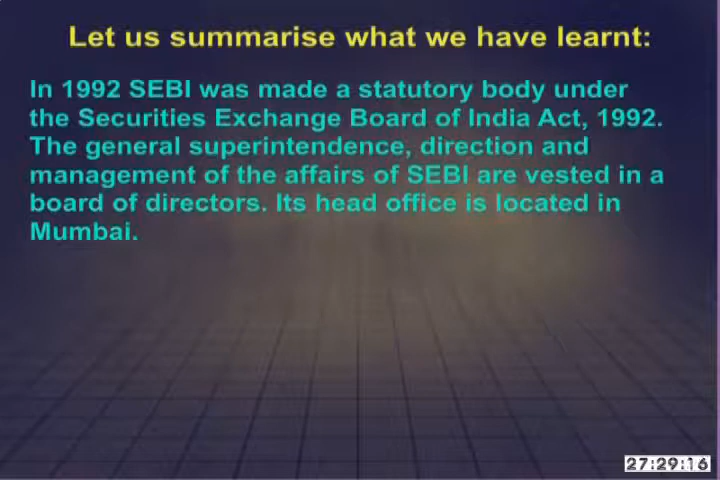 Let us summarise what we have learnt:
In 1992 SEBI was made a statutory body under
the Securities Exchange Board of India Act, 1992.
The general superintendence, direction and
management of the affairs of SEBI are vested in a
board of directors. Its head office is located in
Mumbai.
27:29:16